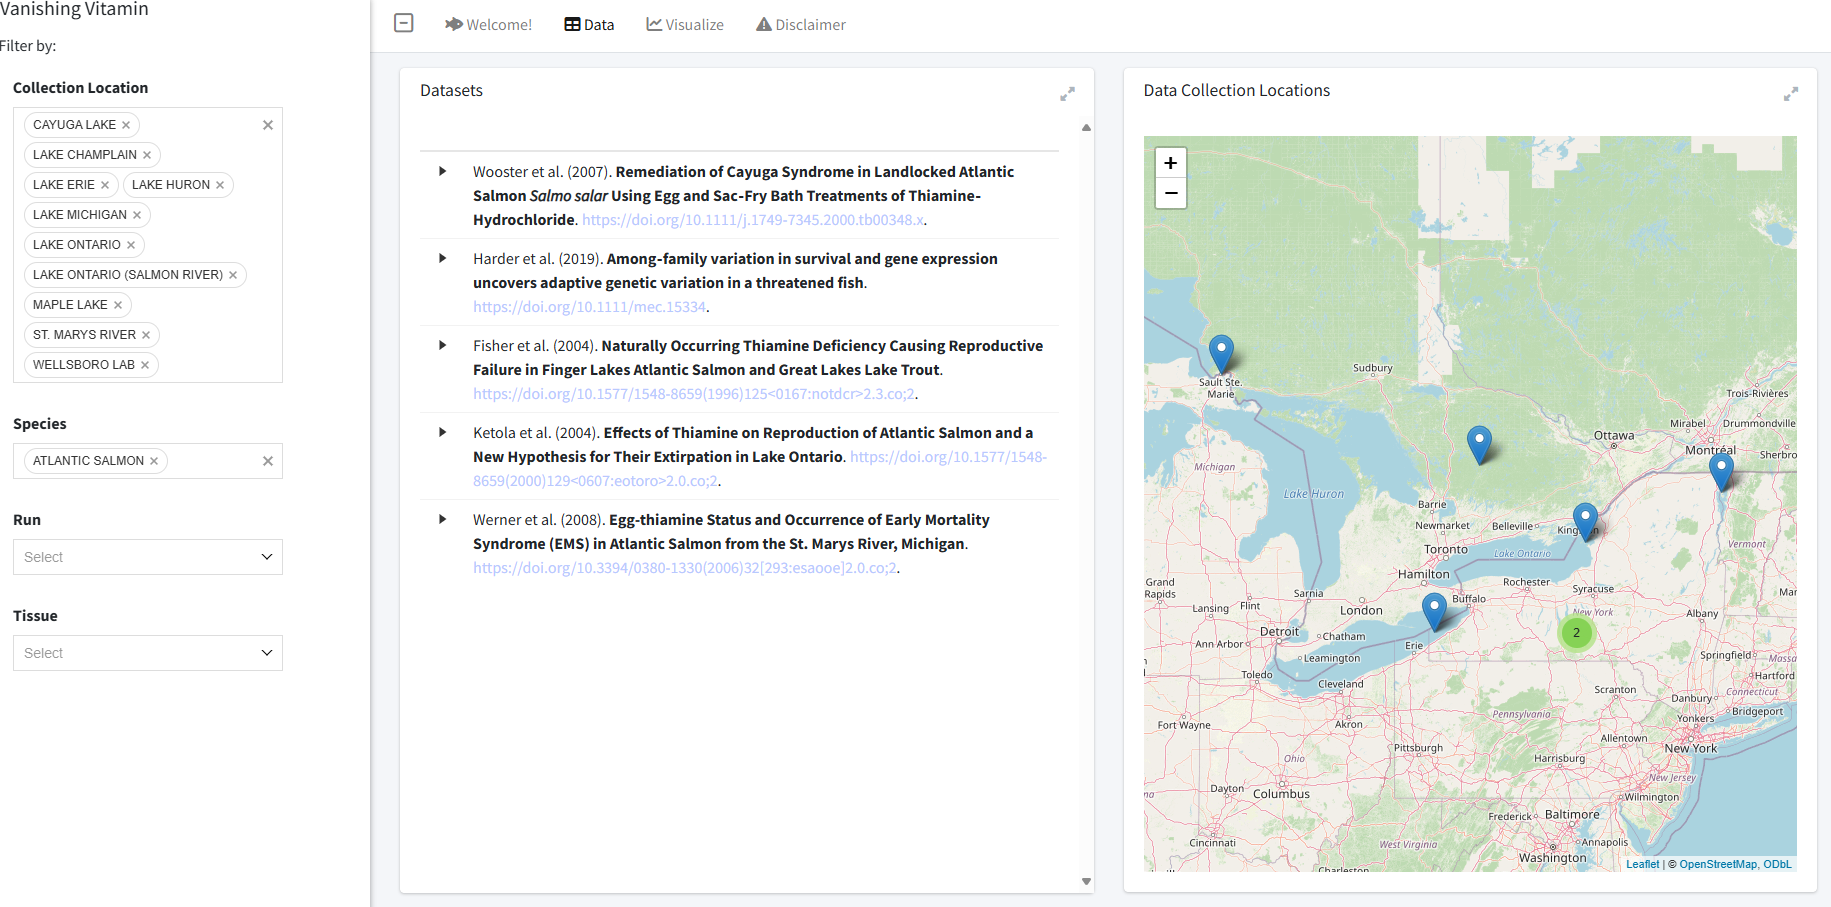 Vanishing Vitamin
Filter by:
Collection Location
CAYUGA LAKE ×
LAKE CHAMPLAIN ×
LAKE ERIE × LAKE HURON ×
LAKE MICHIGAN ×
LAKE ONTARIO ×
LAKE ONTARIO (SALMON RIVER) ×
MAPLE LAKE ×
ST. MARYS RIVER ×
WELLSBORO LAB ×
Species
ATLANTIC SALMON ×
Run
Select
Tissue
Select
Welcome! Data Visualize Disclaimer
Datasets
Wooster et al. (2007). Remediation of Cayuga Syndrome in Landlocked Atlantic
Salmon Salmo salar Using Egg and Sac-Fry Bath Treatments of Thiamine-
Hydrochloride. https://doi.org/10.1111/j.1749-7345.2000.tb00348.x.
Harder et al. (2019). Among-family variation in survival and gene expression
uncovers adaptive genetic variation in a threatened fish.
https://doi.org/10.1111/mec.15334.
Fisher et al. (2004). Naturally Occurring Thiamine Deficiency Causing Reproductive
Failure in Finger Lakes Atlantic Salmon and Great Lakes Lake Trout.
https://doi.org/10.1577/1548-8659(1996)125<0167:notdcr>2.3.co;2.
Ketola et al. (2004). Effects of Thiamine on Reproduction of Atlantic Salmon and a
New Hypothesis for Their Extirpation in Lake Ontario. https://doi.org/10.1577/1548-
8659(2000)129<0607:eotoro>2.0.co;2.
Werner et al. (2008). Egg-thiamine Status and Occurrence of Early Mortality
Syndrome (EMS) in Atlantic Salmon from the St. Marys River, Michigan.
https://doi.org/10.3394/0380-1330(2006)32[293:esaooe]2.0.co;2.
Data Collection Locations
+
−
Sudbury
Sault Ste.
Marie
Trois-Rivières
Mirabel Drummondville
Ottawa
Montréal
Sherbro
Michigan
Lake Huron
Barrie
Newmarket Belleville
Toronto
Lake Ontario
Vermont
Hamilton
Grand
Rapids
Rochester
Syracuse
Sarnia
Buffalo
Lansing Flint
London
New York
Albany
Detroit
Chatham
2
Ann Arbor
Erie
Leamington
Springfield
Massa
Toledo
Cleveland
Hartford
Scranton
Danbury Connecticut
Fort Wayne
Akron
Pennsylvania
Yonkers
Bridgeport
Pittsburgh
Allentown
New York
Ohio
Harrisburg
New Jersey
Dayton
Columbus
Wilmington
Frederick Baltimore
Cincinnati
West Virginia
Annapolis
Washington
Leaflet | © OpenStreetMap, ODbL